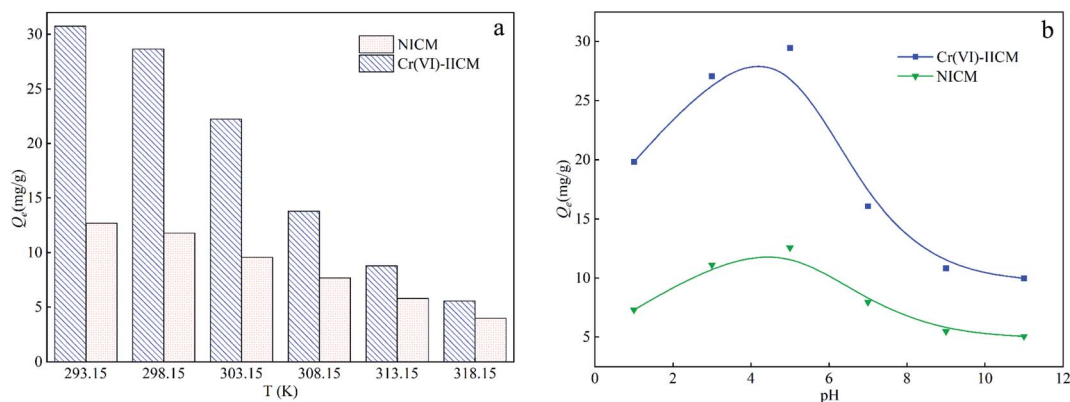 a
NICM
Cr(VI)-IICM
30
25
20
15
10
5
0
Qe(mg/g)
293.15 298.15 303.15 308.15 313.15 318.15
T (K)
b
Cr(VI)-IICM
NICM
30
25
20
15
10
5
Qe(mg/g)
0 2 4 6 8 10 12
pH